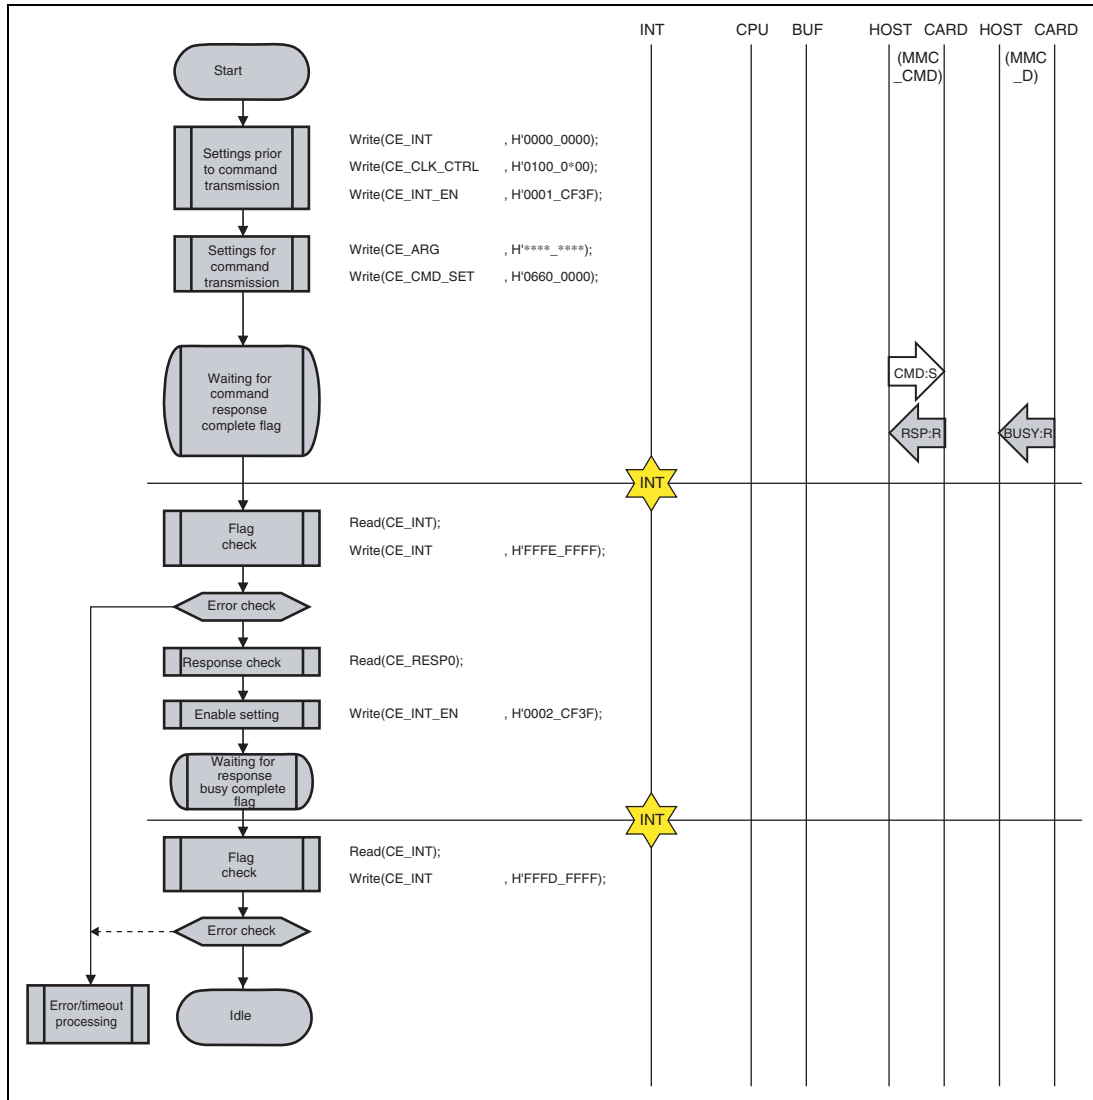 INT CPU BUF HOST CARD HOST CARD
(MMC
_CMD)
(MMC
_D)
Start
Settings prior
to command
transmission
Write(CE_INT , H'0000_0000);
Write(CE_CLK_CTRL , H'0100_0*00);
Write(CE_INT_EN , H'0001_CF3F);
Settings for
command
transmission
Write(CE_ARG , H'****_****);
Write(CE_CMD_SET , H'0660_0000);
Waiting for
command
response
complete flag
CMD:S
RSP:R
BUSY:R
INT
Flag
check
Read(CE_INT);
Write(CE_INT , H'FFFE_FFFF);
Error check
Response check
Read(CE_RESP0);
Enable setting
Write(CE_INT_EN , H'0002_CF3F);
Waiting for
response
busy complete
flag
INT
Flag
check
Read(CE_INT);
Write(CE_INT , H'FFFD_FFFF);
Error check
Error/timeout
processing
Idle